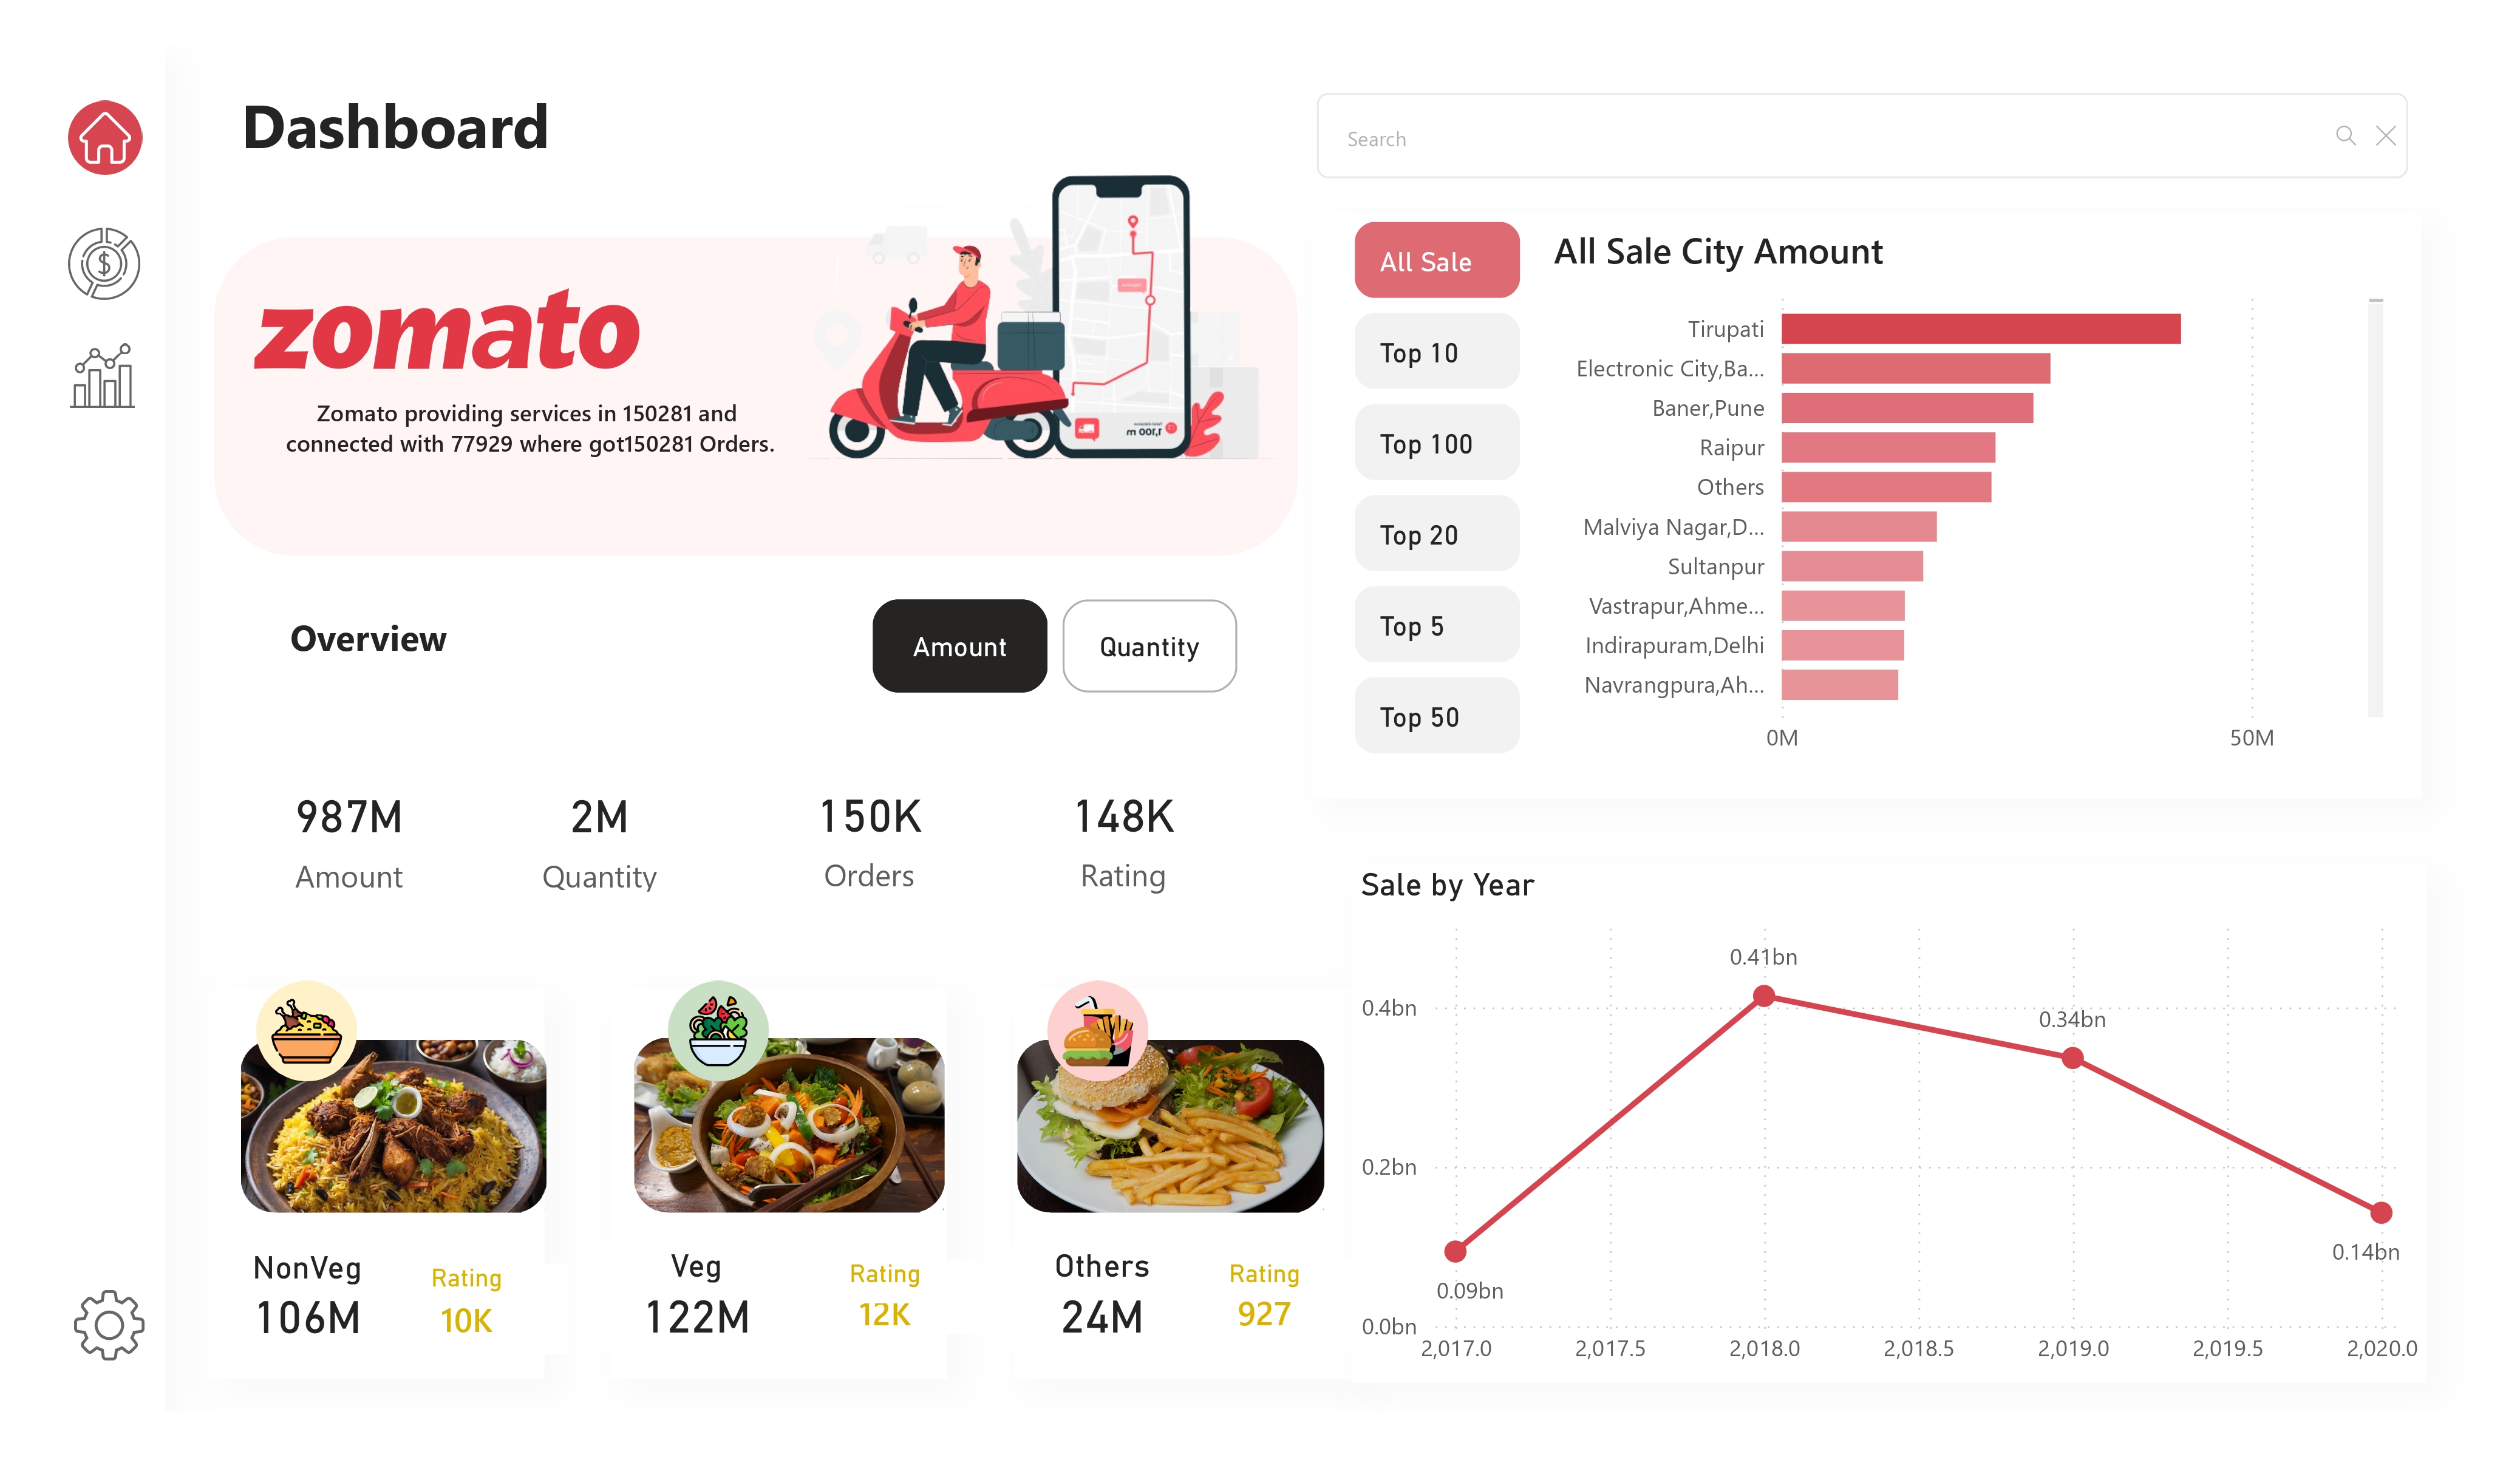 Dashboard
Search
zomato
Zomato providing services in 150281 and
connected with 77929 where got150281 Orders.
All Sale
Top 10
Top 100
Top 20
Top 5
Top 50
All Sale City Amount
Tirupati
Electronic City,Ba...
Baner,Pune
Raipur
Others
Malviya Nagar,D...
Sultanpur
Vastrapur,Ahme...
Indirapuram,Delhi
Navrangpura,Ah...
0M 50M
Overview
Amount
Quantity
987M
Amount
2M
Quantity
150K
Orders
148K
Rating
NonVeg
106M
Rating
10K
Veg
122M
Rating
12K
Others
24M
Rating
927
Sale by Year
0.4bn
0.2bn
0.0bn
0.09bn
0.41bn
0.34bn
0.14bn
2,017.0 2,017.5 2,018.0 2,018.5 2,019.0 2,019.5 2,020.0